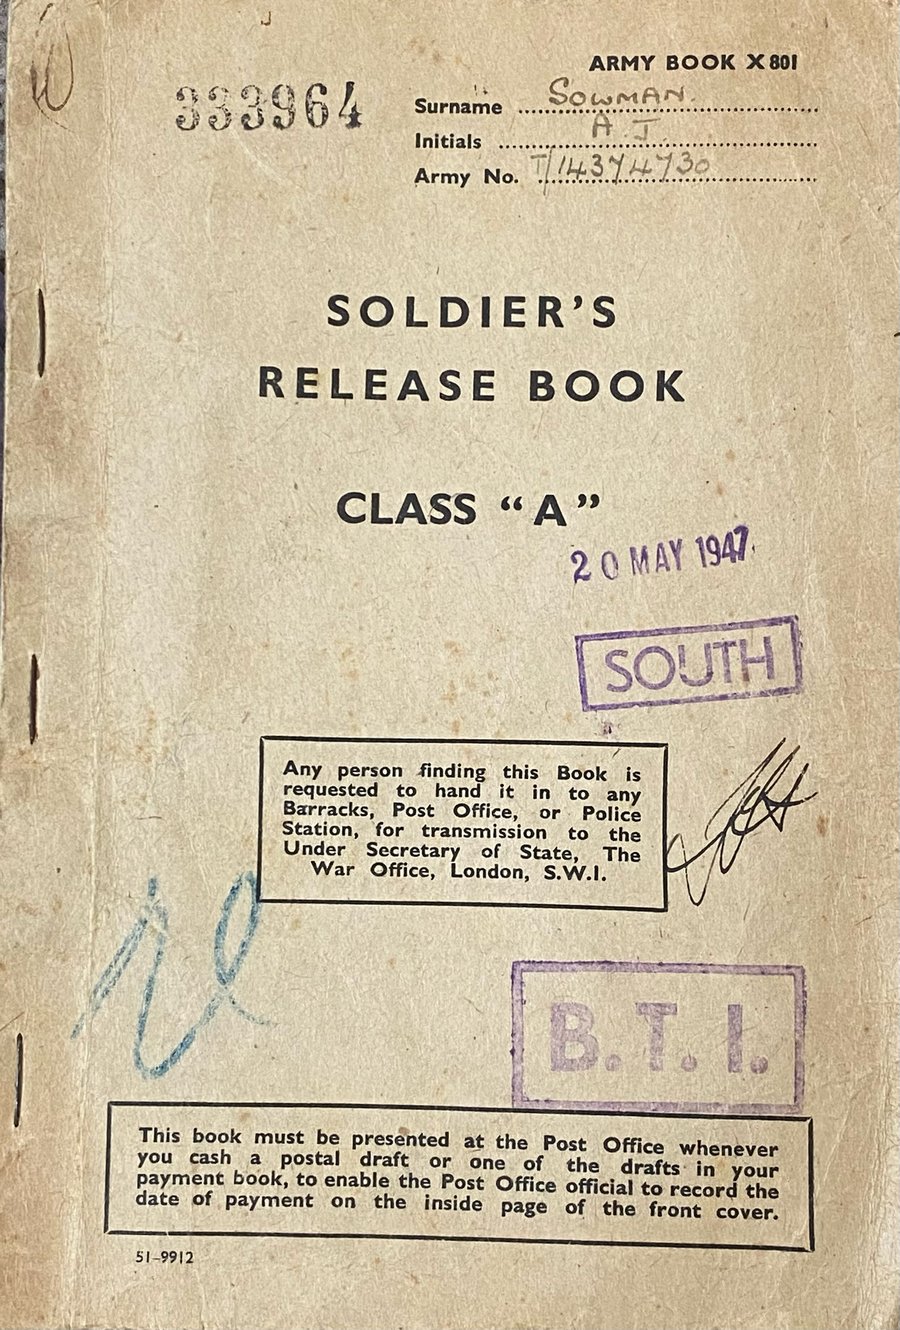 ARMY BOOK X 801
333964
Surname SOWMAN.
Initials A. J.
Army No. T/14374730
SOLDIER'S
RELEASE BOOK
CLASS “A”
20 MAY 1947
SOUTH
Any person finding this Book is
requested to hand it in to any
Barracks, Post Office, or Police
Station, for transmission to the
Under Secretary of State, The
War Office, London, S.W.I.
B.T.I.
This book must be presented at the Post Office whenever
you cash a postal draft or one of the drafts in your
payment book, to enable the Post Office official to record the
date of payment on the inside page of the front cover.
51-9912